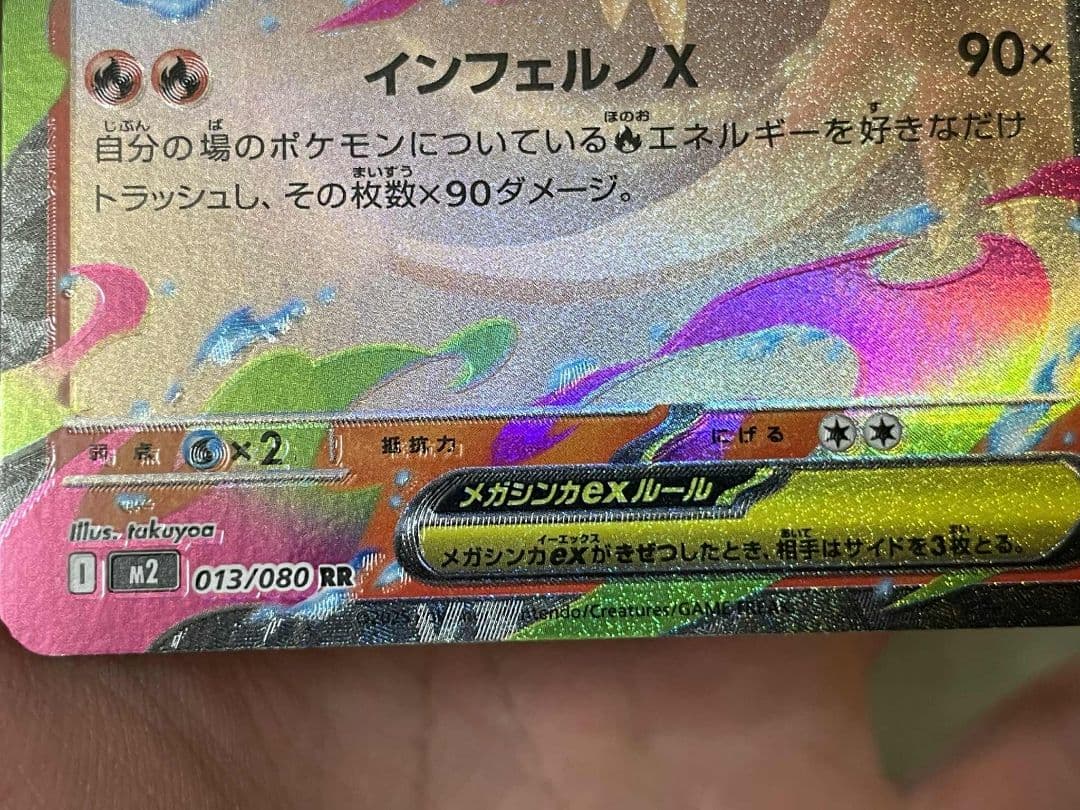 インフェルノX 90×
自分の場のポケモンについているエネルギーを好きなだけ
トラッシュし、その枚数×90ダメージ。
弱点 ×2 抵抗力 にげる
メガシンカexルール
メガシンカexがきぜつしたとき、相手はサイドを3枚とる。
Illus. takuyoa
I M2 013/080 RR
©2025 ntendo/Creatures/GAME FREAK